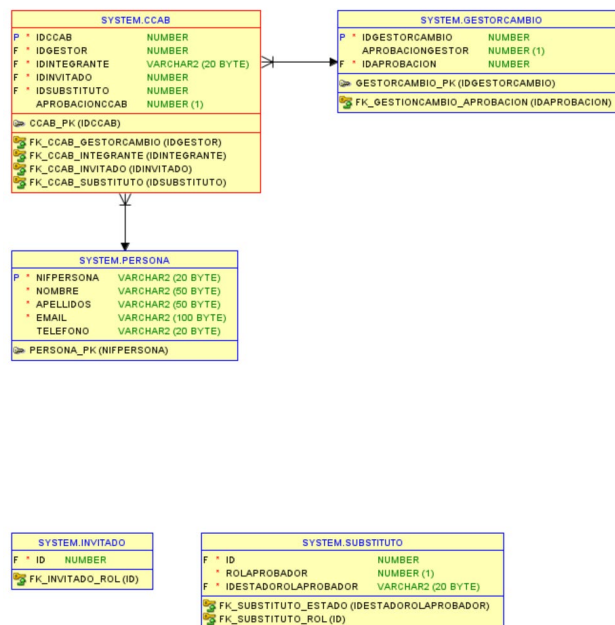 SYSTEM.CCAB
P * IDCCAB NUMBER
F * IDGESTOR NUMBER
F * IDINTEGRANTE VARCHAR2 (20 BYTE)
F * IDINVITADO NUMBER
F * IDSUBSTITUTO NUMBER
APROBACIONCCAB NUMBER (1)
CCAB_PK (IDCCAB)
FK_CCAB_GESTORCAMBIO (IDGESTOR)
FK_CCAB_INTEGRANTE (IDINTEGRANTE)
FK_CCAB_INVITADO (IDINVITADO)
FK_CCAB_SUBSTITUTO (IDSUBSTITUTO)
SYSTEM.GESTORCAMBIO
P * IDGESTORCAMBIO NUMBER
APROBACIONGESTOR NUMBER (1)
F * IDAPROBACION NUMBER
GESTORCAMBIO_PK (IDGESTORCAMBIO)
FK_GESTIONCAMBIO_APROBACION (IDAPROBACION)
SYSTEM.PERSONA
P * NIFPERSONA VARCHAR2 (20 BYTE)
* NOMBRE VARCHAR2 (50 BYTE)
* APELLIDOS VARCHAR2 (50 BYTE)
* EMAIL VARCHAR2 (100 BYTE)
TELEFONO VARCHAR2 (20 BYTE)
PERSONA_PK (NIFPERSONA)
SYSTEM.INVITADO
F * ID NUMBER
FK_INVITADO_ROL (ID)
SYSTEM.SUBSTITUTO
F * ID NUMBER
* ROLAPROBADOR NUMBER (1)
F * IDESTADOROLAPROBADOR VARCHAR2 (20 BYTE)
FK_SUBSTITUTO_ESTADO (IDESTADOROLAPROBADOR)
FK_SUBSTITUTO_ROL (ID)